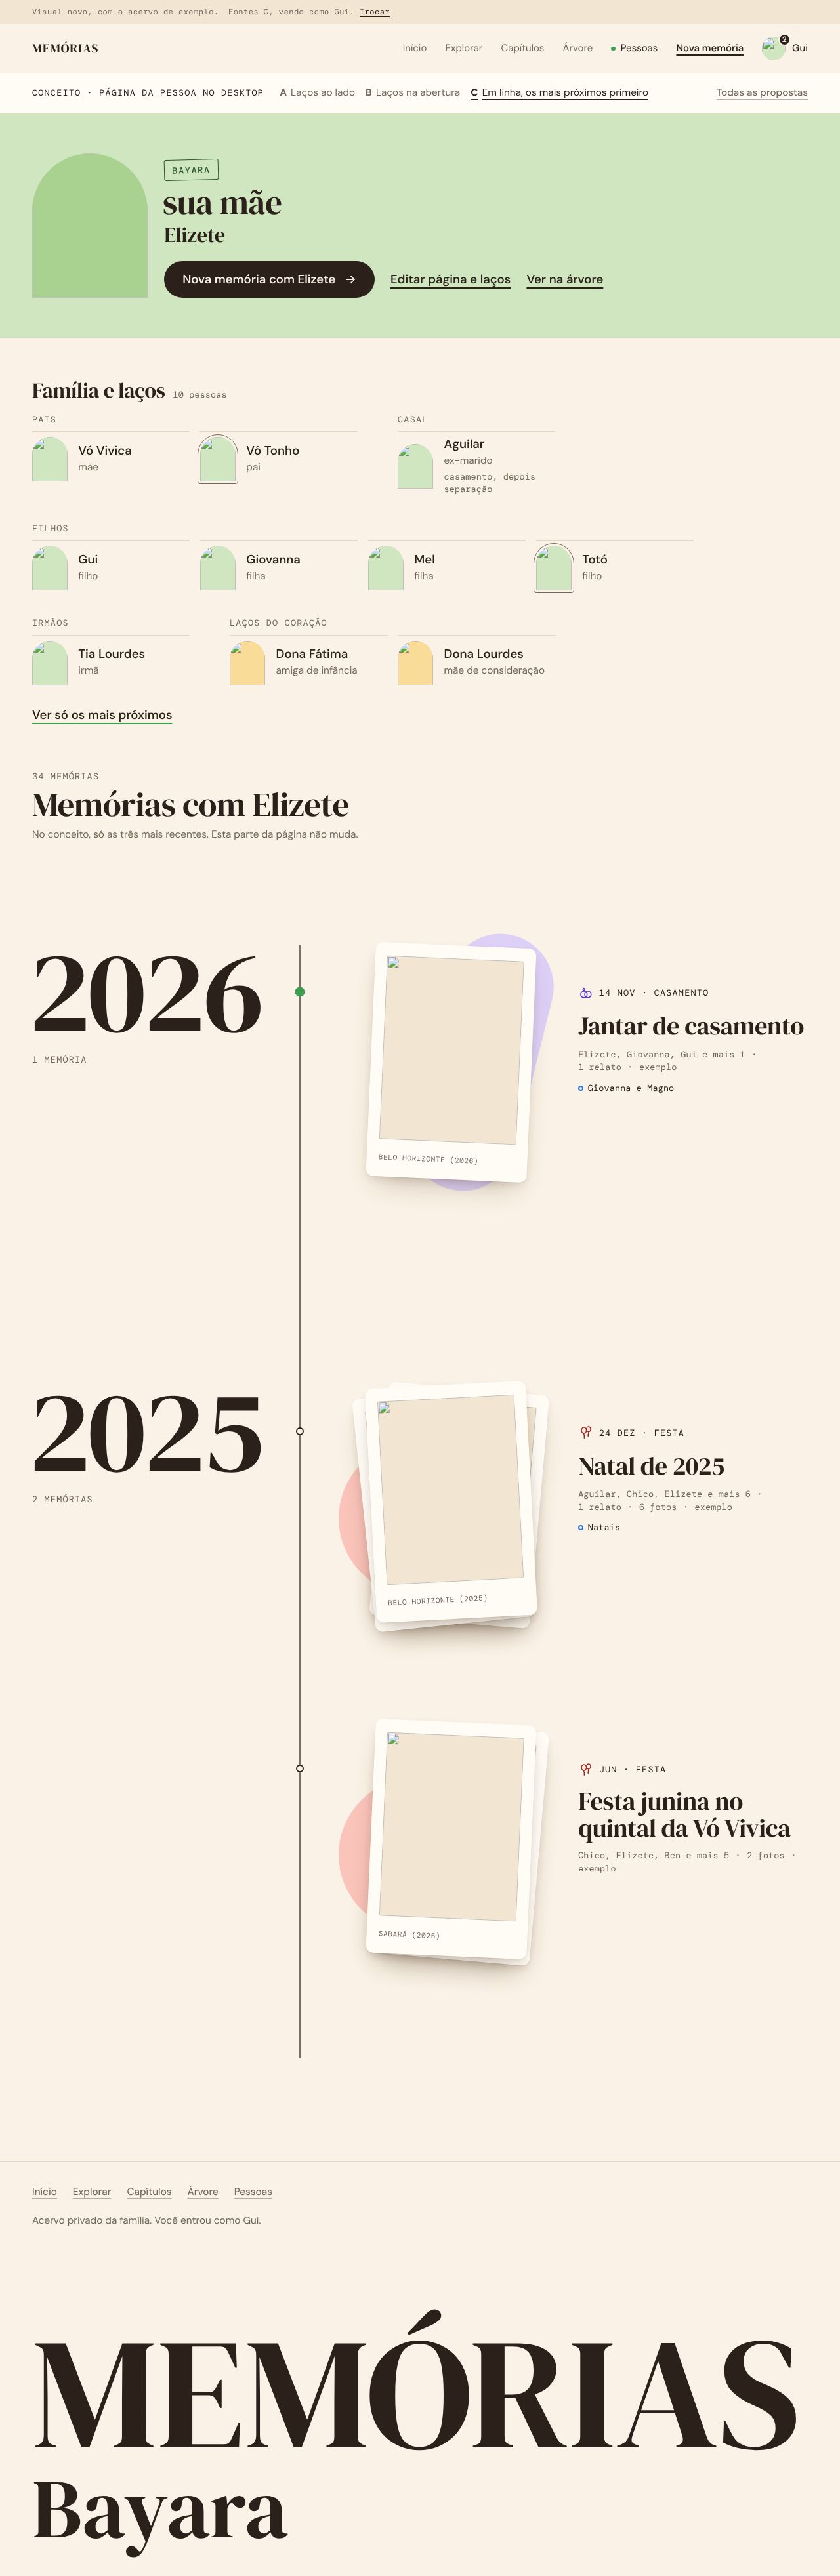 Visual novo, com o acervo de exemplo. Fontes C, vendo como Gui. Trocar
MEMÓRIAS
Início Explorar Capítulos Árvore Pessoas Nova memória 2 Gui
CONCEITO · PÁGINA DA PESSOA NO DESKTOP A Laços ao lado B Laços na abertura C Em linha, os mais próximos primeiro Todas as propostas
BAYARA
sua mãe
Elizete
Nova memória com Elizete → Editar página e laços Ver na árvore
Família e laços 10 pessoas
PAIS CASAL
Vó Vivica
mãe
Vô Tonho
pai
Aguilar
ex-marido
casamento, depois
separação
FILHOS
Gui
filho
Giovanna
filha
Mel
filha
Totó
filho
IRMÃOS LAÇOS DO CORAÇÃO
Tia Lourdes
irmã
Dona Fátima
amiga de infância
Dona Lourdes
mãe de consideração
Ver só os mais próximos
34 MEMÓRIAS
Memórias com Elizete
No conceito, só as três mais recentes. Esta parte da página não muda.
2026
1 MEMÓRIA
BELO HORIZONTE (2026)
14 NOV · CASAMENTO
Jantar de casamento
Elizete, Giovanna, Gui e mais 1 ·
1 relato · exemplo
Giovanna e Magno
2025
2 MEMÓRIAS
BELO HORIZONTE (2025)
24 DEZ · FESTA
Natal de 2025
Aguilar, Chico, Elizete e mais 6 ·
1 relato · 6 fotos · exemplo
Natais
SABARÁ (2025)
JUN · FESTA
Festa junina no
quintal da Vó Vivica
Chico, Elizete, Ben e mais 5 · 2 fotos ·
exemplo
Início Explorar Capítulos Árvore Pessoas
Acervo privado da família. Você entrou como Gui.
MEMÓRIAS
Bayara